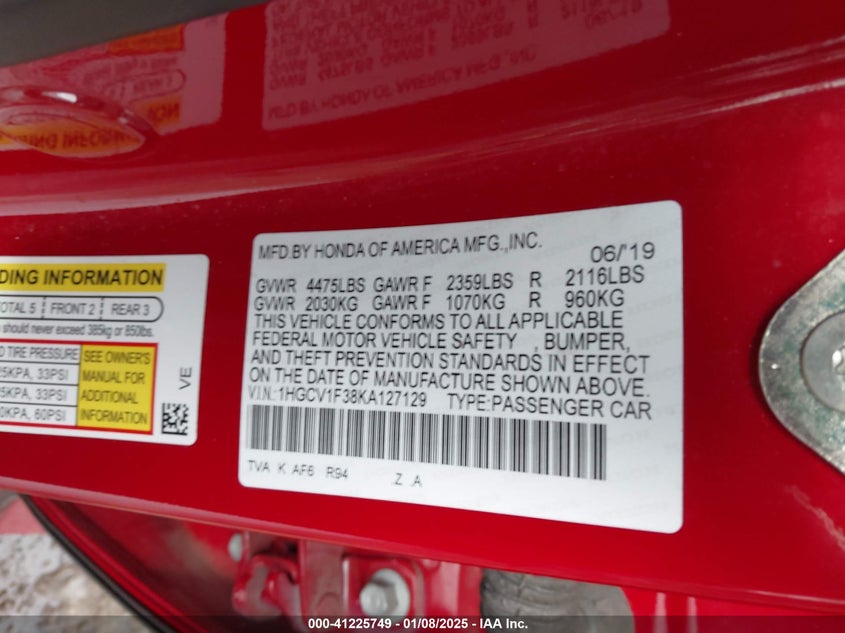 MFD.BY HONDA OF AMERICA MFG.,INC.
06/'19
GVWR 4475LBS GAWR F 2359LBS R 2116LBS
GVWR 2030KG GAWR F 1070KG R 960KG
THIS VEHICLE CONFORMS TO ALL APPLICABLE
FEDERAL MOTOR VEHICLE SAFETY , BUMPER,
AND THEFT PREVENTION STANDARDS IN EFFECT
ON THE DATE OF MANUFACTURE SHOWN ABOVE.
V.I.N.:1HGCV1F38KA127129 TYPE:PASSENGER CAR
TVA K AF6 R94 .Z .A
DING INFORMATION
TOTAL 5 FRONT 2 REAR 3
should never exceed 385kg or 850lbs.
TIRE PRESSURE
25KPA, 33PSI
25KPA, 33PSI
0KPA, 60PSI
SEE OWNER'S
MANUAL FOR
ADDITIONAL
INFORMATION
VE
000-41225749 - 01/08/2025 - IAA Inc.